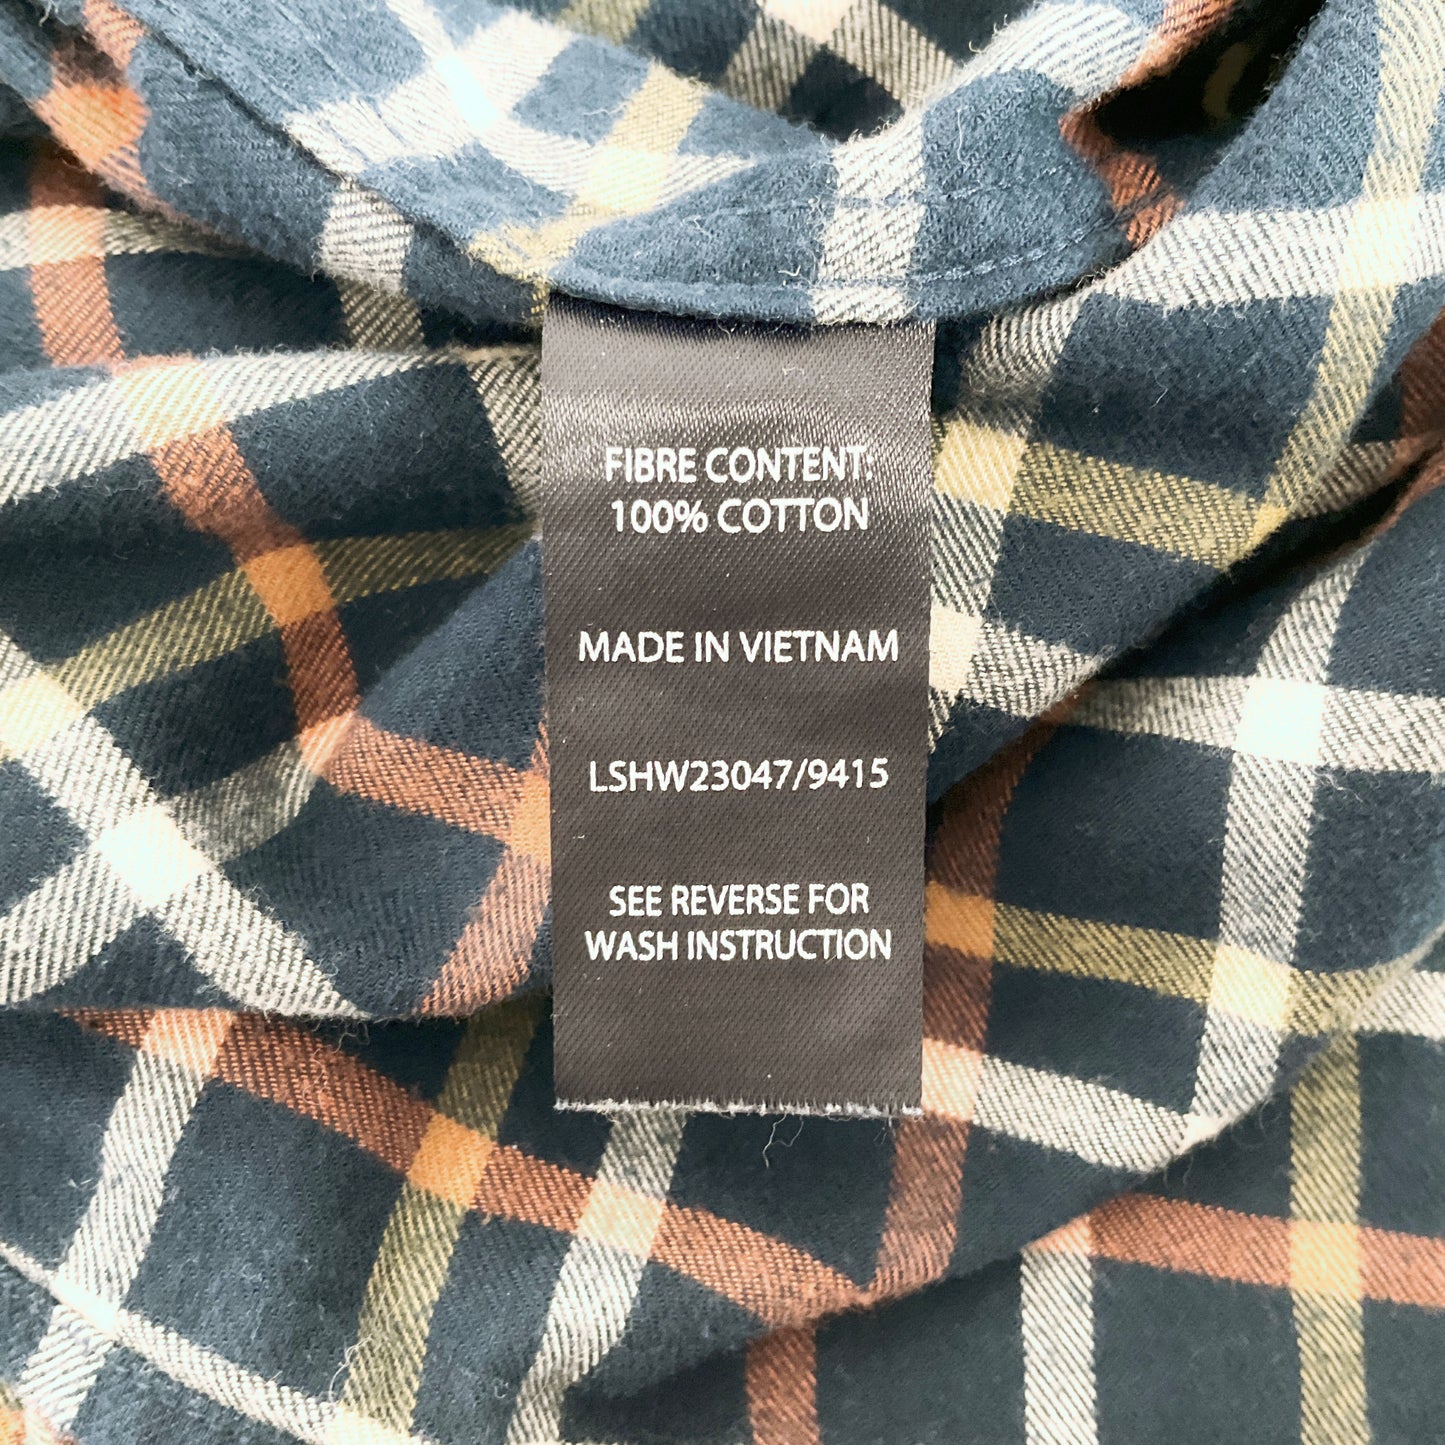 FIBRE CONTENT:
100% COTTON
MADE IN VIETNAM
LSHW23047/9415
SEE REVERSE FOR
WASH INSTRUCTION